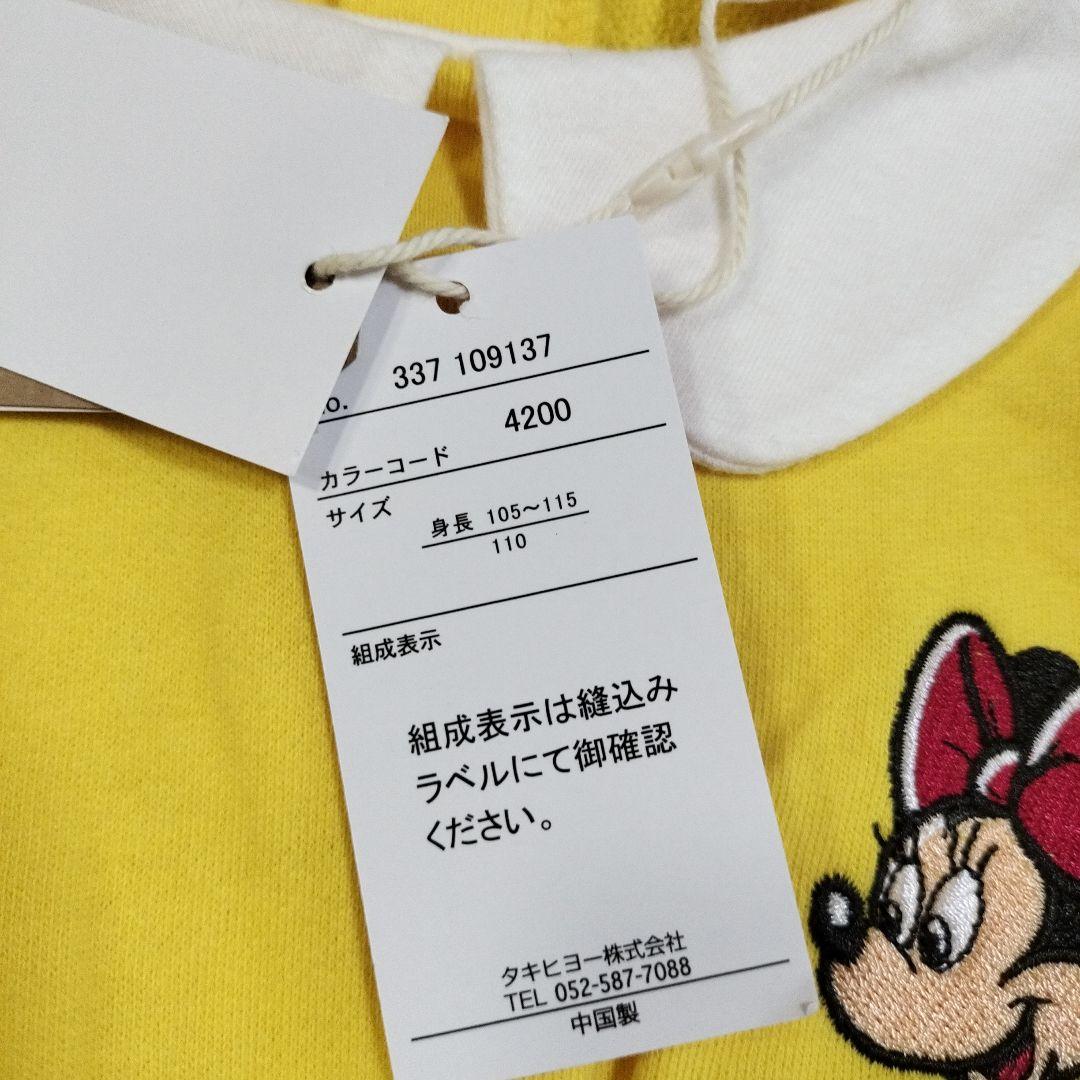 337 109137
カラーコード 4200
サイズ
身長 105～115
110
組成表示
組成表示は縫込み
ラベルにて御確認
ください。
タキヒヨー株式会社
TEL 052-587-7088
中国製